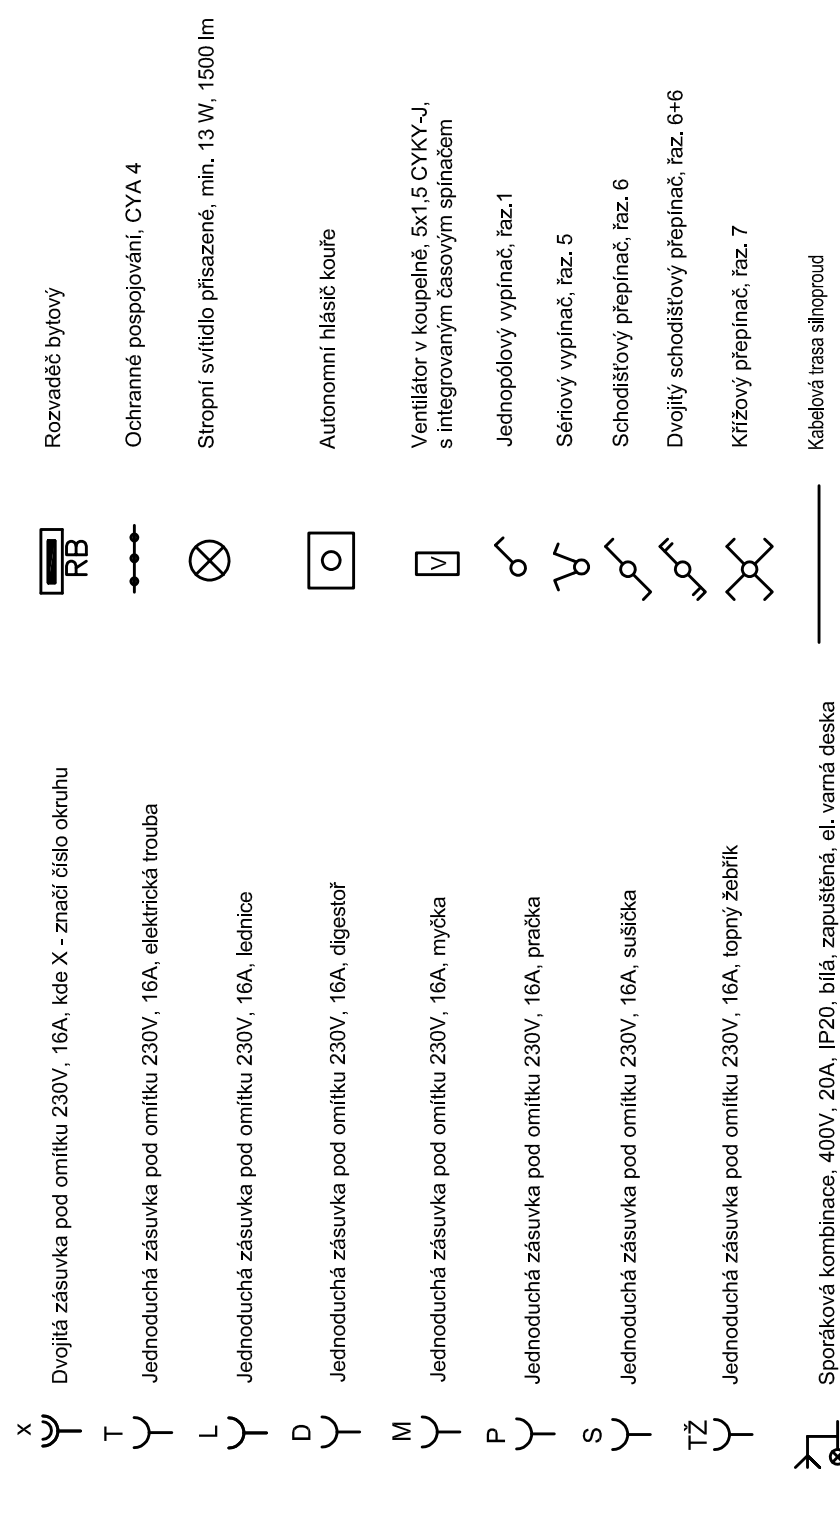 X
Dvojitá zásuvka pod omítku 230V, 16A, kde X - značí číslo okruhu
T
Jednoduchá zásuvka pod omítku 230V, 16A, elektrická trouba
L
Jednoduchá zásuvka pod omítku 230V, 16A, lednice
D
Jednoduchá zásuvka pod omítku 230V, 16A, digestoř
M
Jednoduchá zásuvka pod omítku 230V, 16A, myčka
P
Jednoduchá zásuvka pod omítku 230V, 16A, pračka
S
Jednoduchá zásuvka pod omítku 230V, 16A, sušička
TŽ
Jednoduchá zásuvka pod omítku 230V, 16A, topný žebřík
Sporáková kombinace, 400V, 20A, IP20, bílá, zapuštěná, el. varná deska
RB
Rozvaděč bytový
Ochranné pospojování, CYA 4
Stropní svítidlo přisazené, min. 13 W, 1500 lm
Autonomní hlásič kouře
V
Ventilátor v koupelně, 5x1,5 CYKY-J,
s integrovaným časovým spínačem
Jednopólový vypínač, řaz.1
Sériový vypínač, řaz. 5
Schodišťový přepínač, řaz. 6
Dvojitý schodišťový přepínač, řaz. 6+6
Křížový přepínač, řaz. 7
Kabelová trasa silnoproud